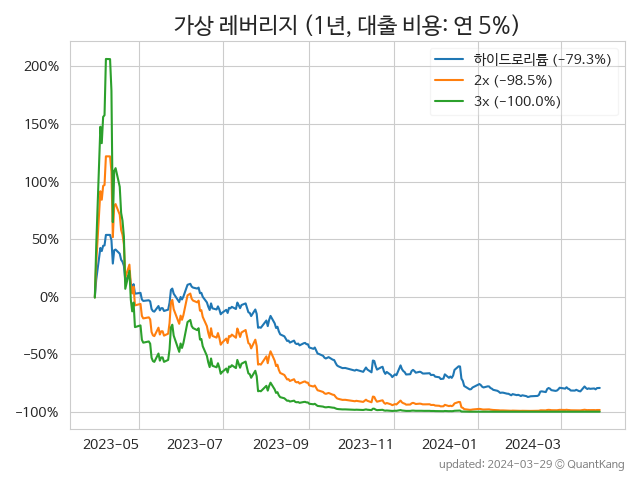 가상 레버리지 (1년, 대출 비용: 연 5%)
하이드로리튬 (-79.3%)
2x (-98.5%)
3x (-100.0%)
200%
150%
100%
50%
0%
-50%
-100%
2023-05 2023-07 2023-09 2023-11 2024-01 2024-03
updated: 2024-03-29 © QuantKang